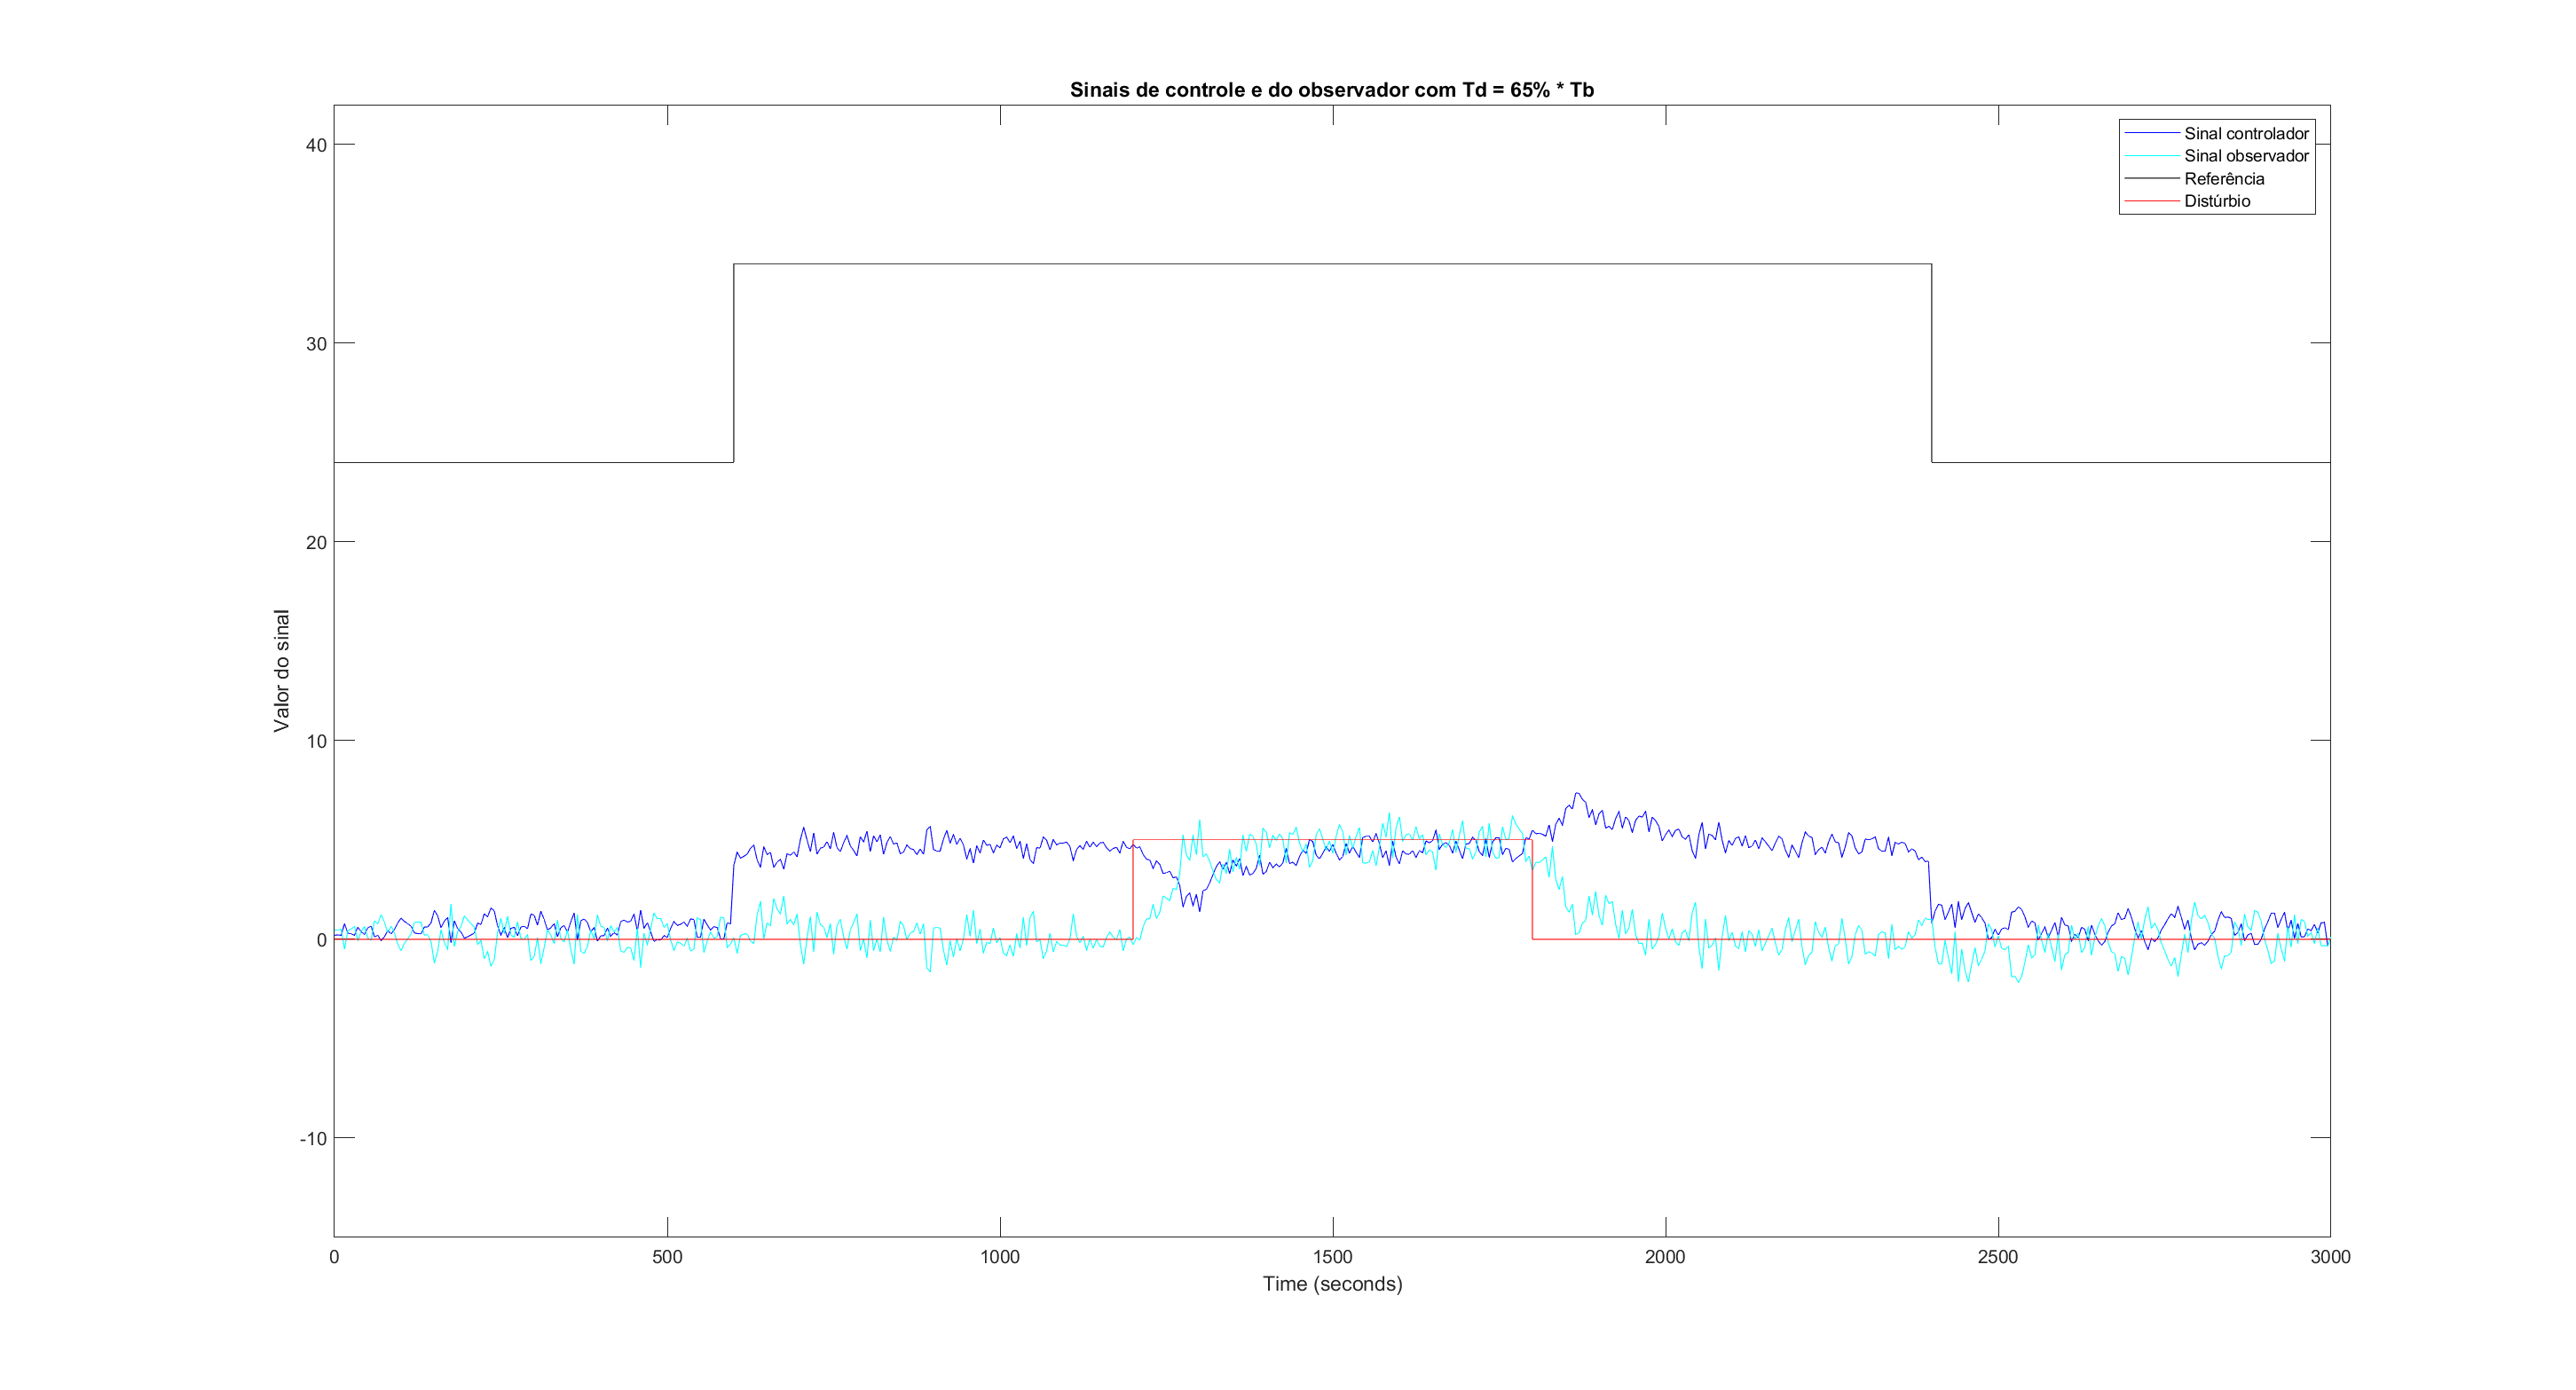 Sinais de controle e do observador com Td = 65% * Tb
Sinal controlador
Sinal observador
Referência
Distúrbio
40
30
20
10
0
-10
Valor do sinal
0 500 1000 1500 2000 2500 3000
Time (seconds)